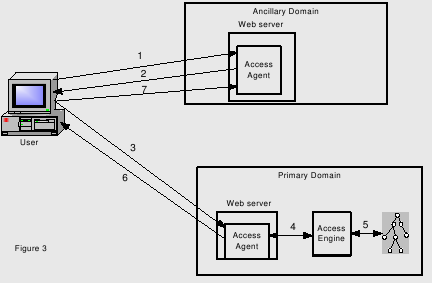 Ancillary Domain
Web server
1
2
Access
Agent
7
User
3
6
Primary Domain
Web server
Access
Agent
4
Access
Engine
5
Figure 3